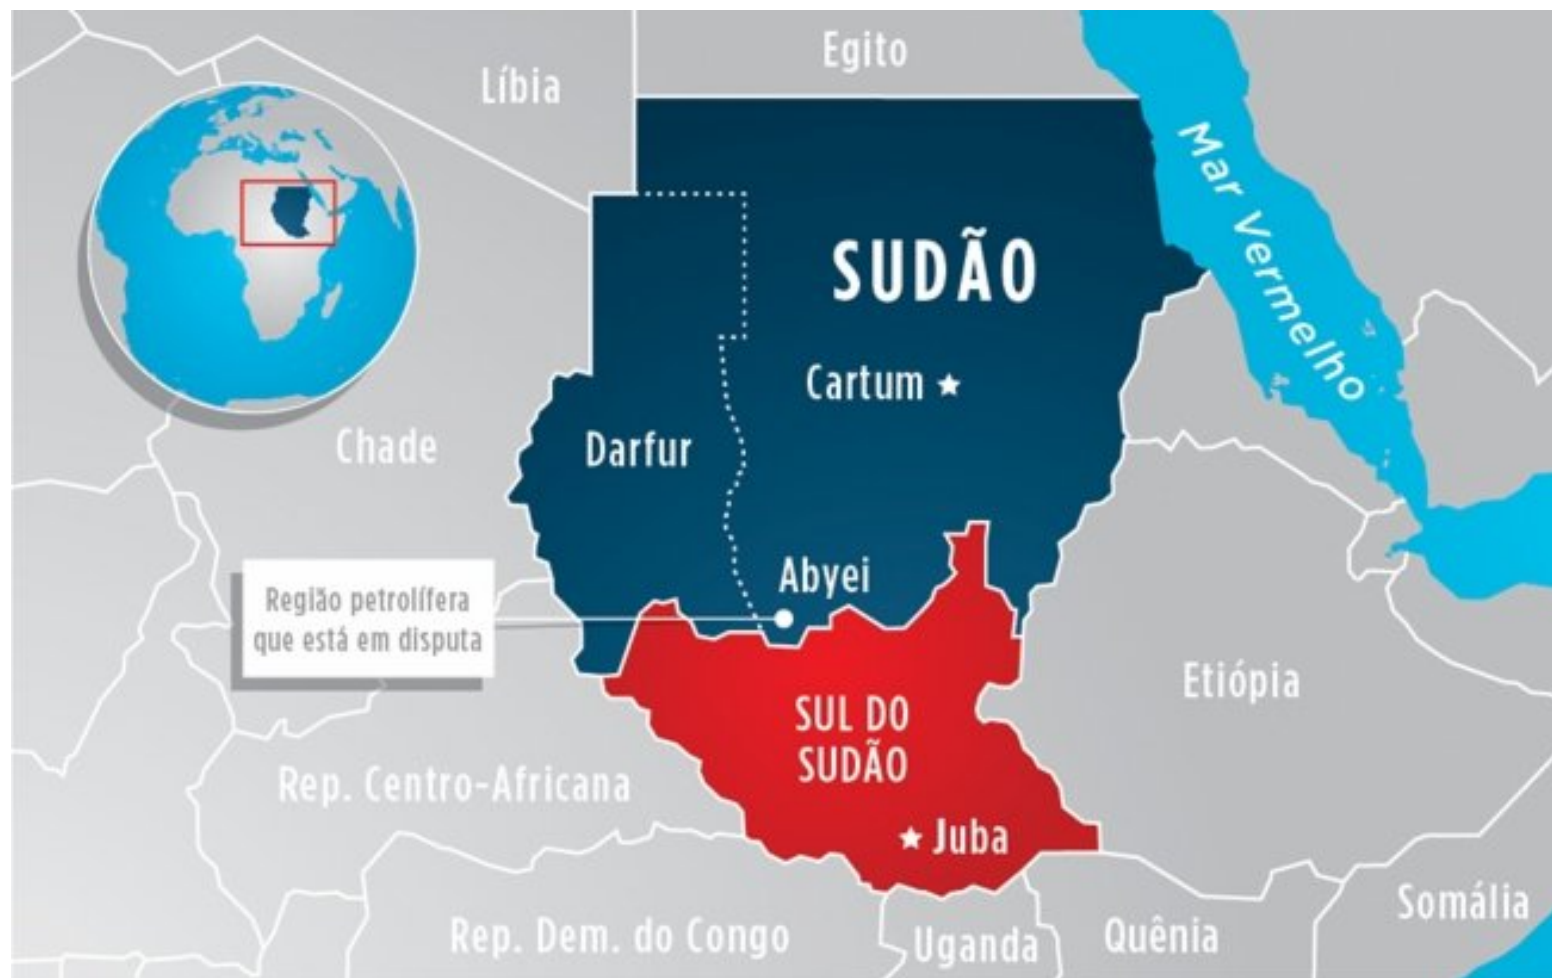 Egito
Líbia
Mar Vermelho
SUDÃO
Cartum
Chade
Darfur
Abyei
Região petrolífera
que está em disputa
Etiópia
SUL DO
SUDÃO
Rep. Centro-Africana
Juba
Somália
Rep. Dem. do Congo
Uganda
Quênia